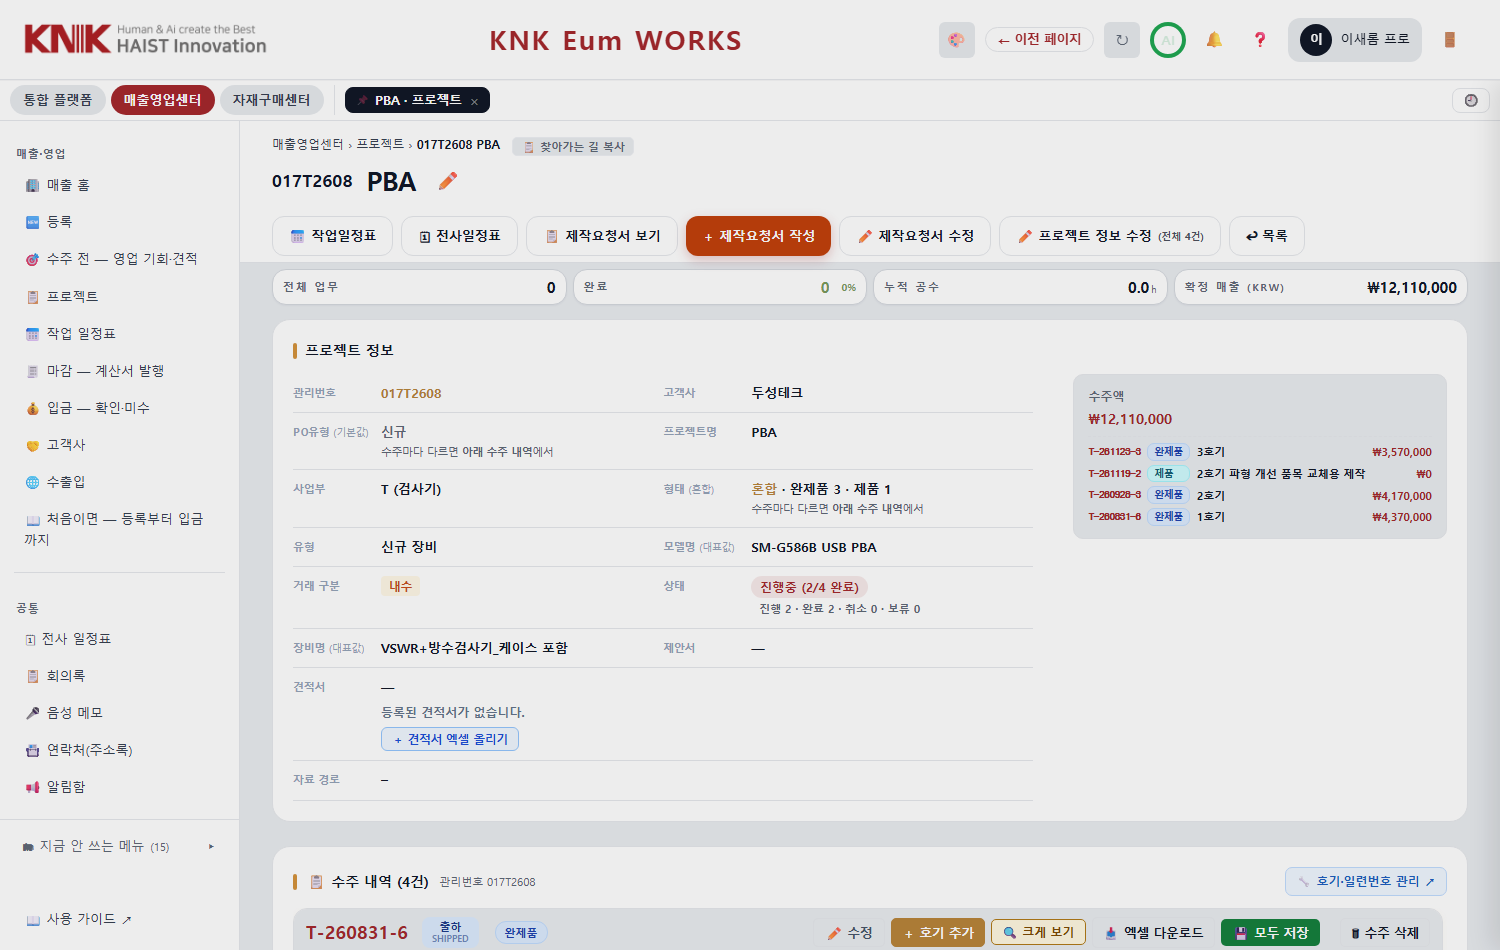 KNK Human & Ai create the Best
HAIST Innovation
KNK Eum WORKS
← 이전 페이지
↻
AI
이 이새롬 프로
통합 플랫폼
매출영업센터
자재구매센터
PBA · 프로젝트 ×
매출·영업
매출 홈
등록
수주 전 — 영업 기회·견적
프로젝트
작업 일정표
마감 — 계산서 발행
입금 — 확인·미수
고객사
수출입
처음이면 — 등록부터 입금
까지
공통
전사 일정표
회의록
음성 메모
연락처(주소록)
알림함
지금 안 쓰는 메뉴 (15) ▸
사용 가이드 ↗
매출영업센터 › 프로젝트 › 017T2608 PBA 찾아가는 길 복사
017T2608 PBA
작업일정표
전사일정표
제작요청서 보기
+ 제작요청서 작성
제작요청서 수정
프로젝트 정보 수정 (전체 4건)
↩ 목록
전체 업무 0
완료 0 0%
누적 공수 0.0 h
확정 매출 (KRW) ₩12,110,000
프로젝트 정보
관리번호 017T2608
고객사 두성테크
PO유형 (기본값) 신규
수주마다 다르면 아래 수주 내역에서
프로젝트명 PBA
사업부 T (검사기)
형태 (혼합) 혼합 · 완제품 3 · 제품 1
수주마다 다르면 아래 수주 내역에서
유형 신규 장비
모델명 (대표값) SM-G586B USB PBA
거래 구분 내수
상태 진행중 (2/4 완료)
진행 2 · 완료 2 · 취소 0 · 보류 0
장비명 (대표값) VSWR+방수검사기_케이스 포함
제안서 —
견적서 —
등록된 견적서가 없습니다.
+ 견적서 엑셀 올리기
자료 경로 –
수주액
₩12,110,000
T-261123-3 완제품 3호기 ₩3,570,000
T-261119-2 제품 2호기 파형 개선 품목 교체용 제작 ₩0
T-260928-3 완제품 2호기 ₩4,170,000
T-260831-6 완제품 1호기 ₩4,370,000
수주 내역 (4건) 관리번호 017T2608
호기·일련번호 관리 ↗
T-260831-6 출하 SHIPPED 완제품
수정
+ 호기 추가
크게 보기
엑셀 다운로드
모두 저장
수주 삭제